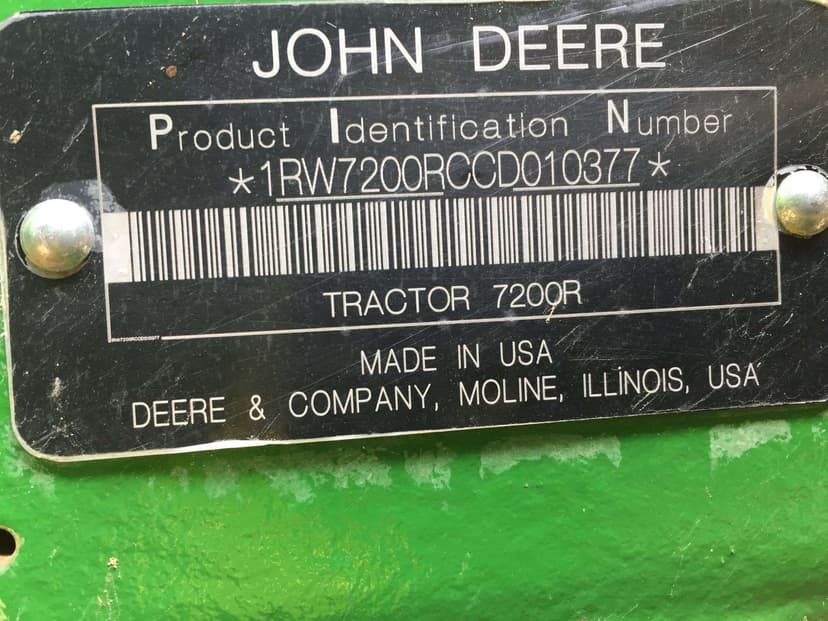 JOHN DEERE
Product Identification Number
*1RW7200RCCD010377*
TRACTOR 7200R
MADE IN USA
DEERE & COMPANY, MOLINE, ILLINOIS, USA